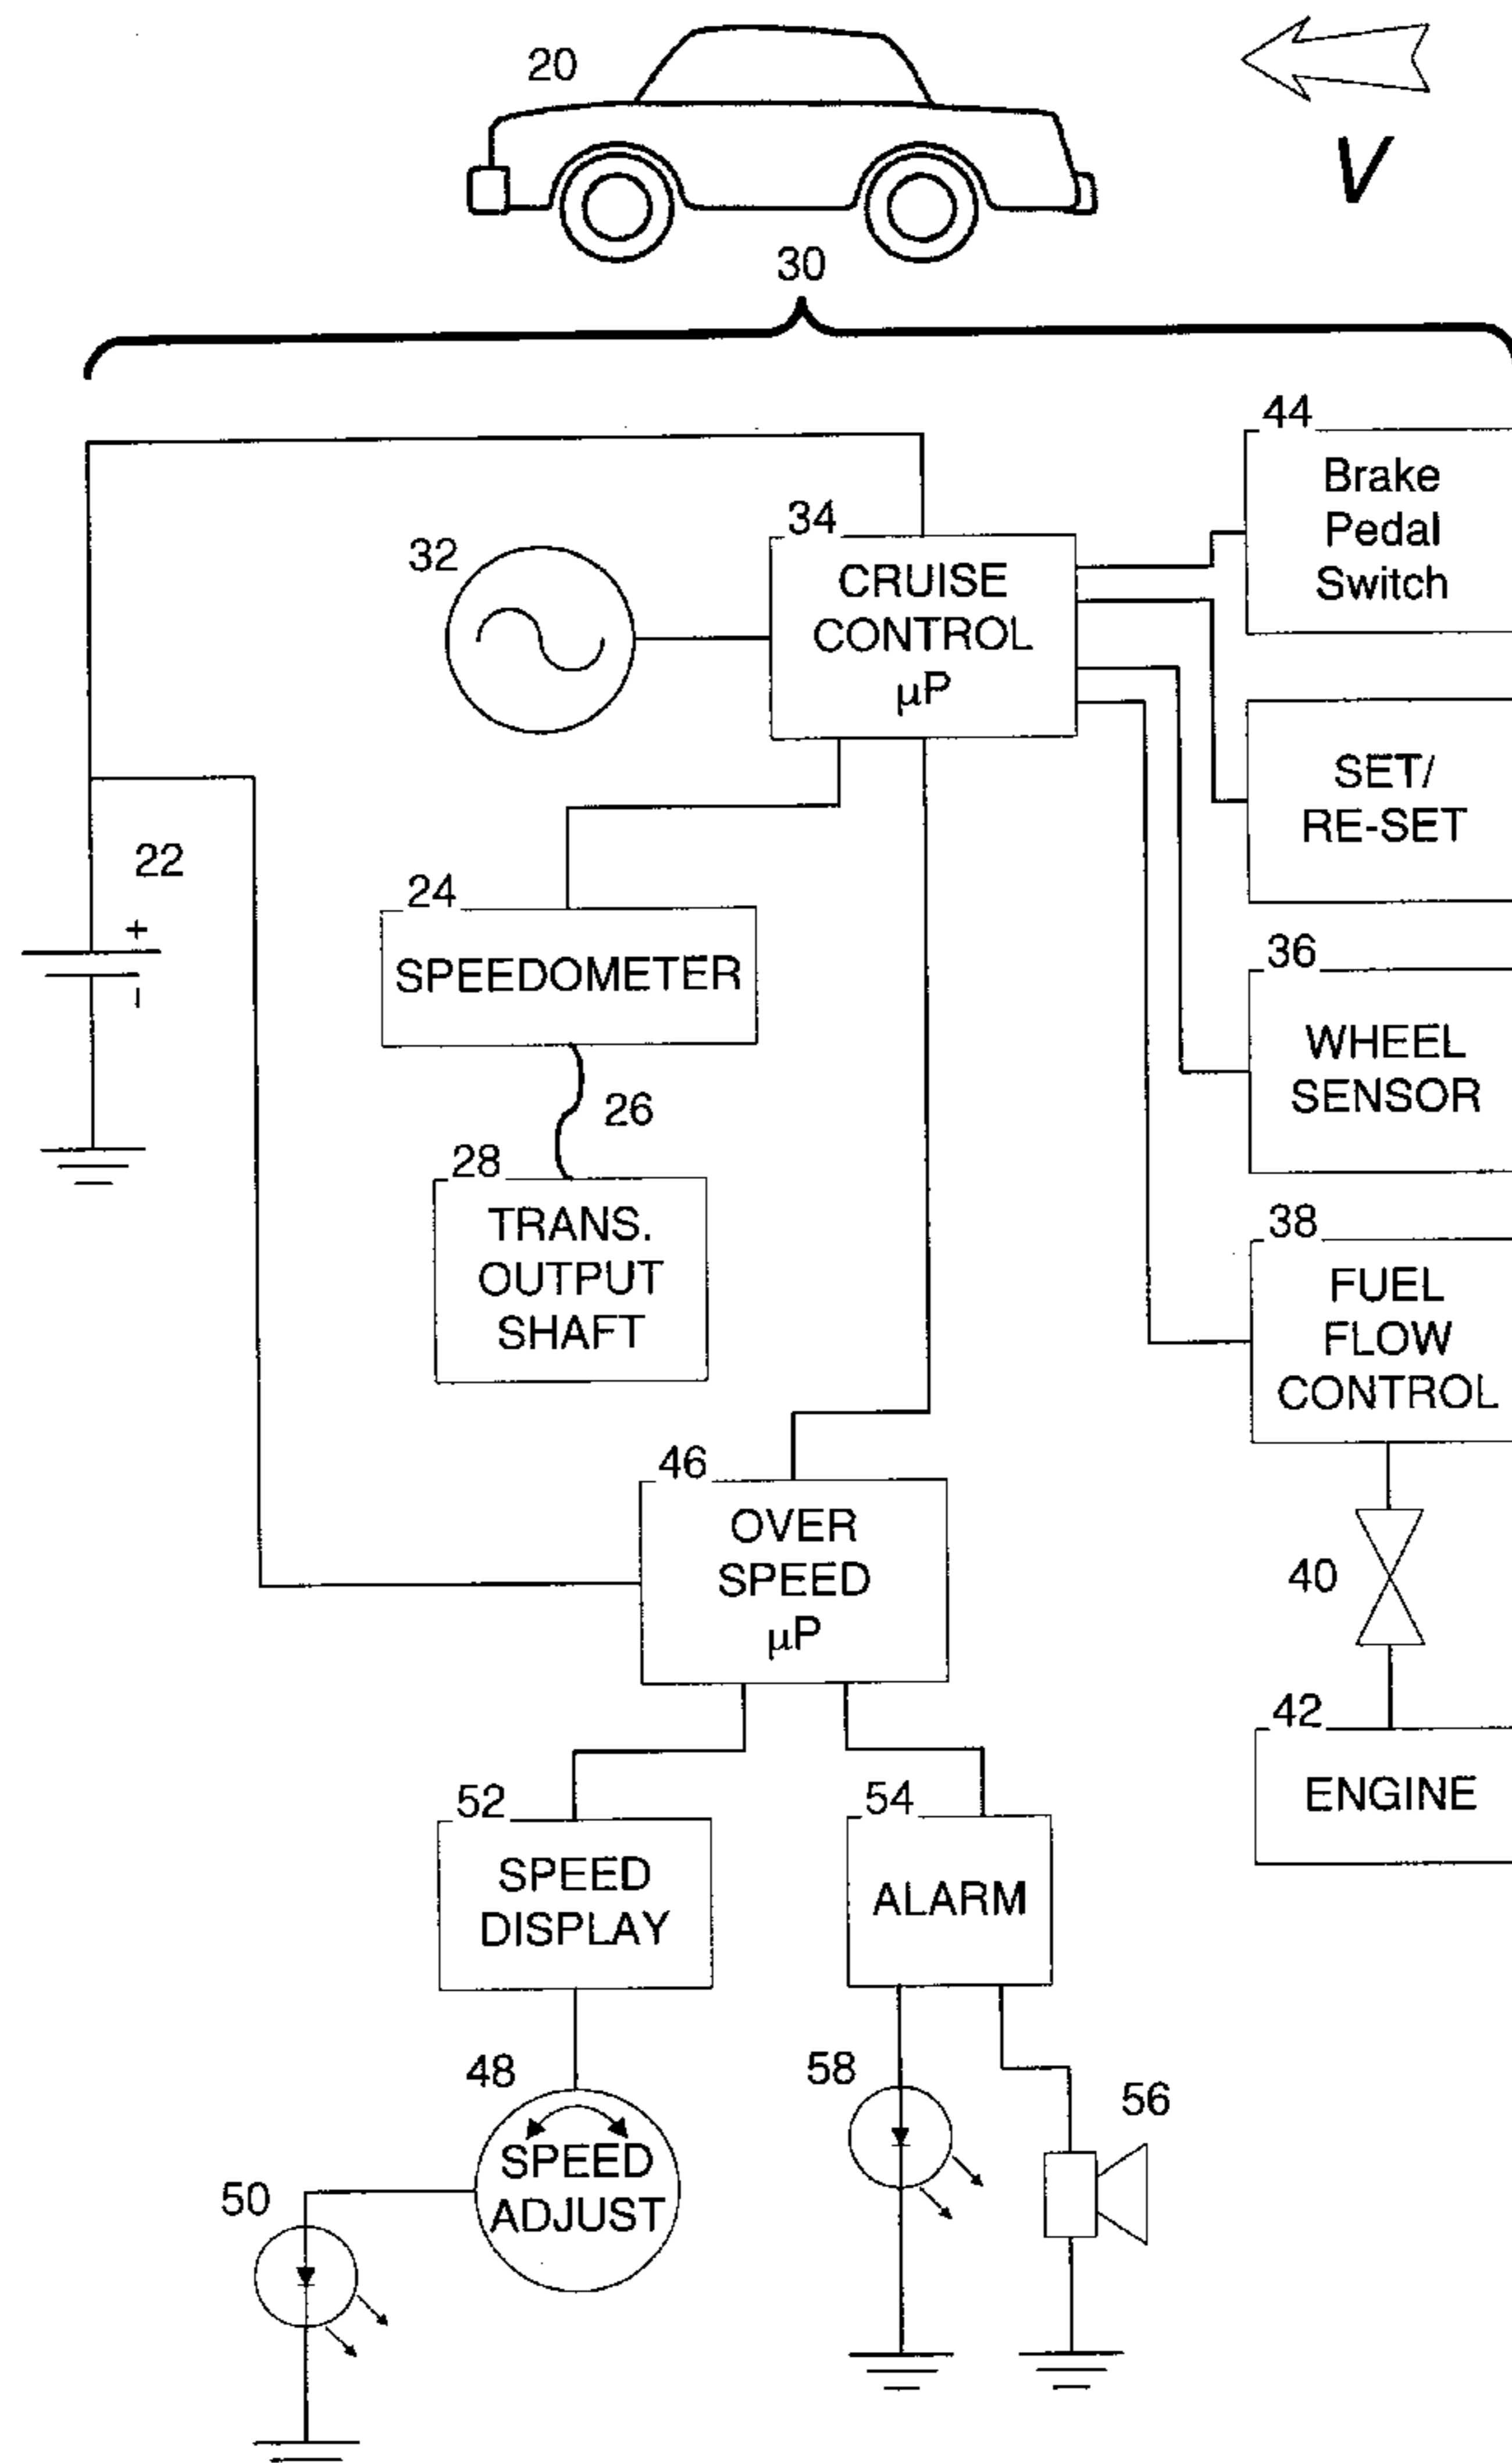 20
V
30
44
Brake
Pedal
Switch
34
CRUISE
CONTROL
µP
32
SET/
RE-SET
22
+
–
24
SPEEDOMETER
36
WHEEL
SENSOR
26
28
TRANS.
OUTPUT
SHAFT
38
FUEL
FLOW
CONTROL
46
OVER
SPEED
µP
40
42
ENGINE
52
SPEED
DISPLAY
54
ALARM
48
SPEED
ADJUST
58
56
50